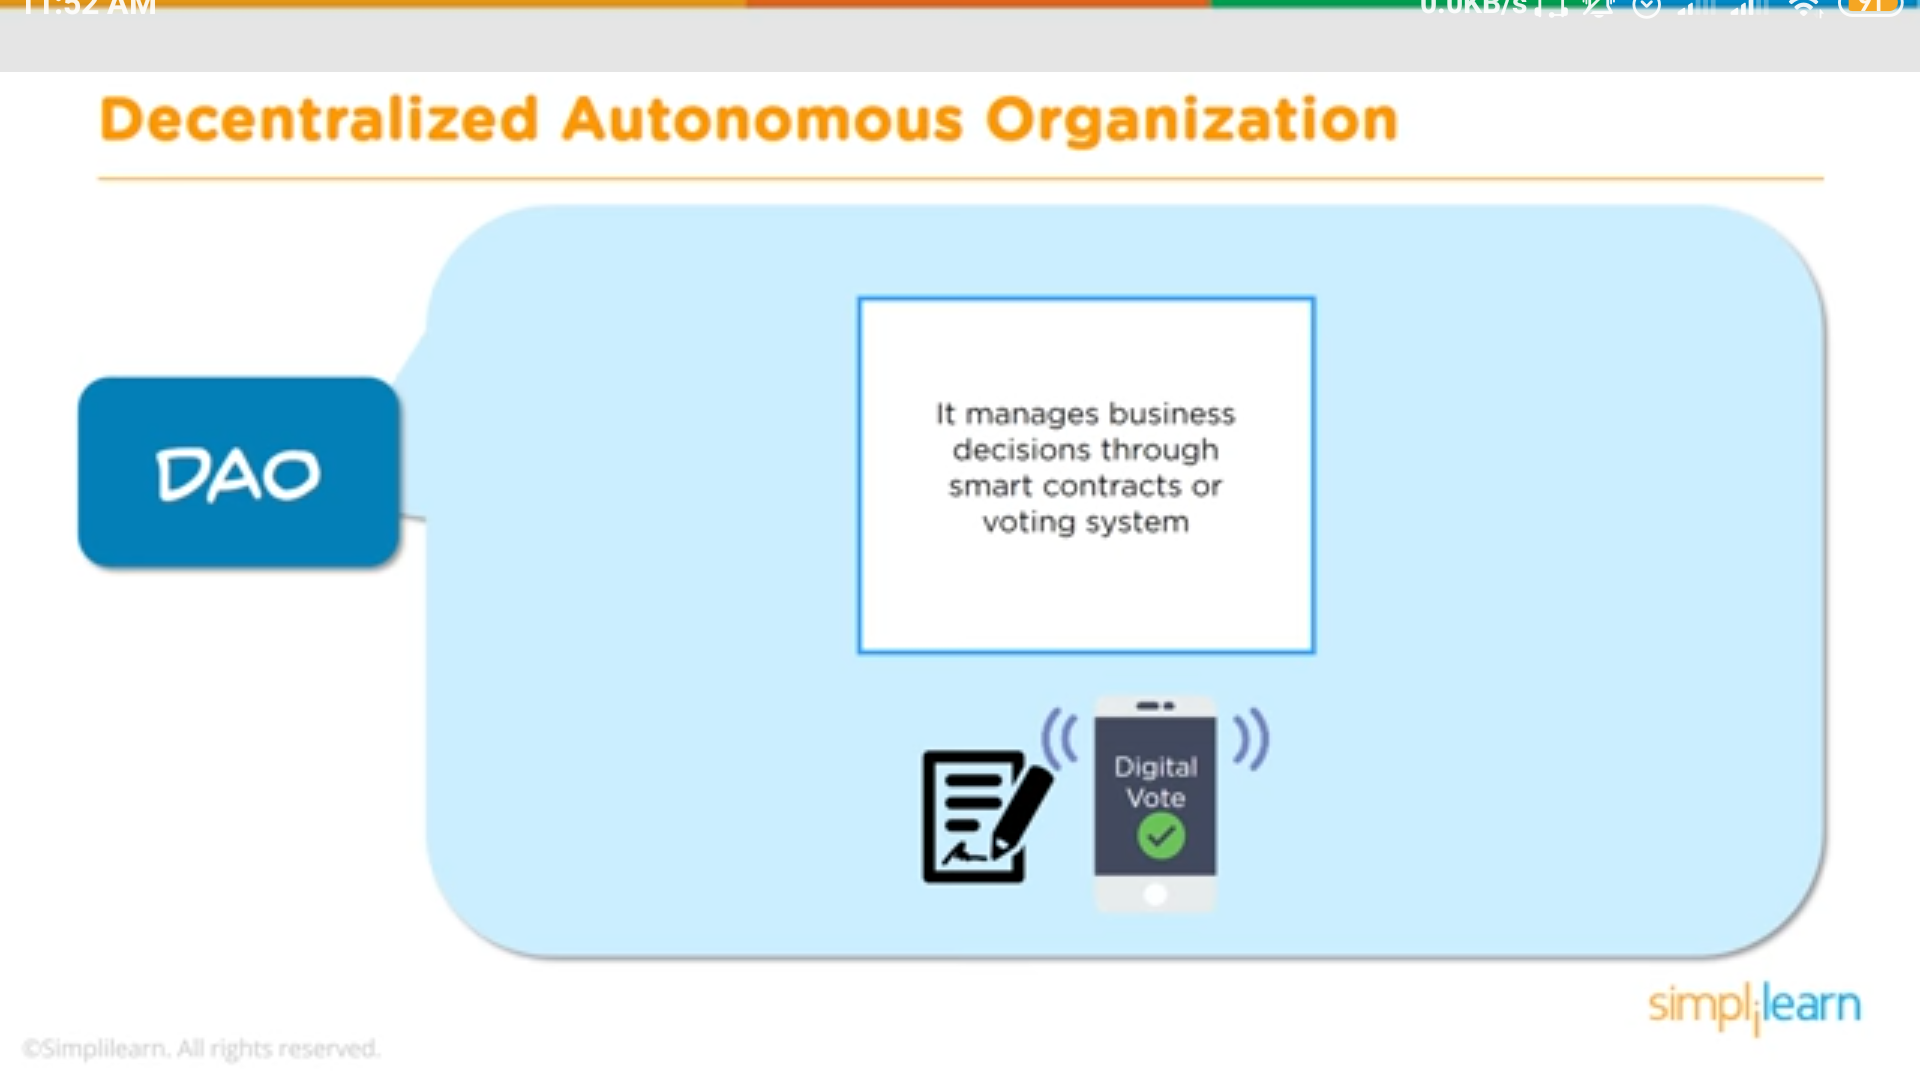 11:52 AM
0.0KB/s
91
Decentralized Autonomous Organization
DAO
It manages business
decisions through
smart contracts or
voting system
Digital
Vote
simplilearn
©Simplilearn. All rights reserved.